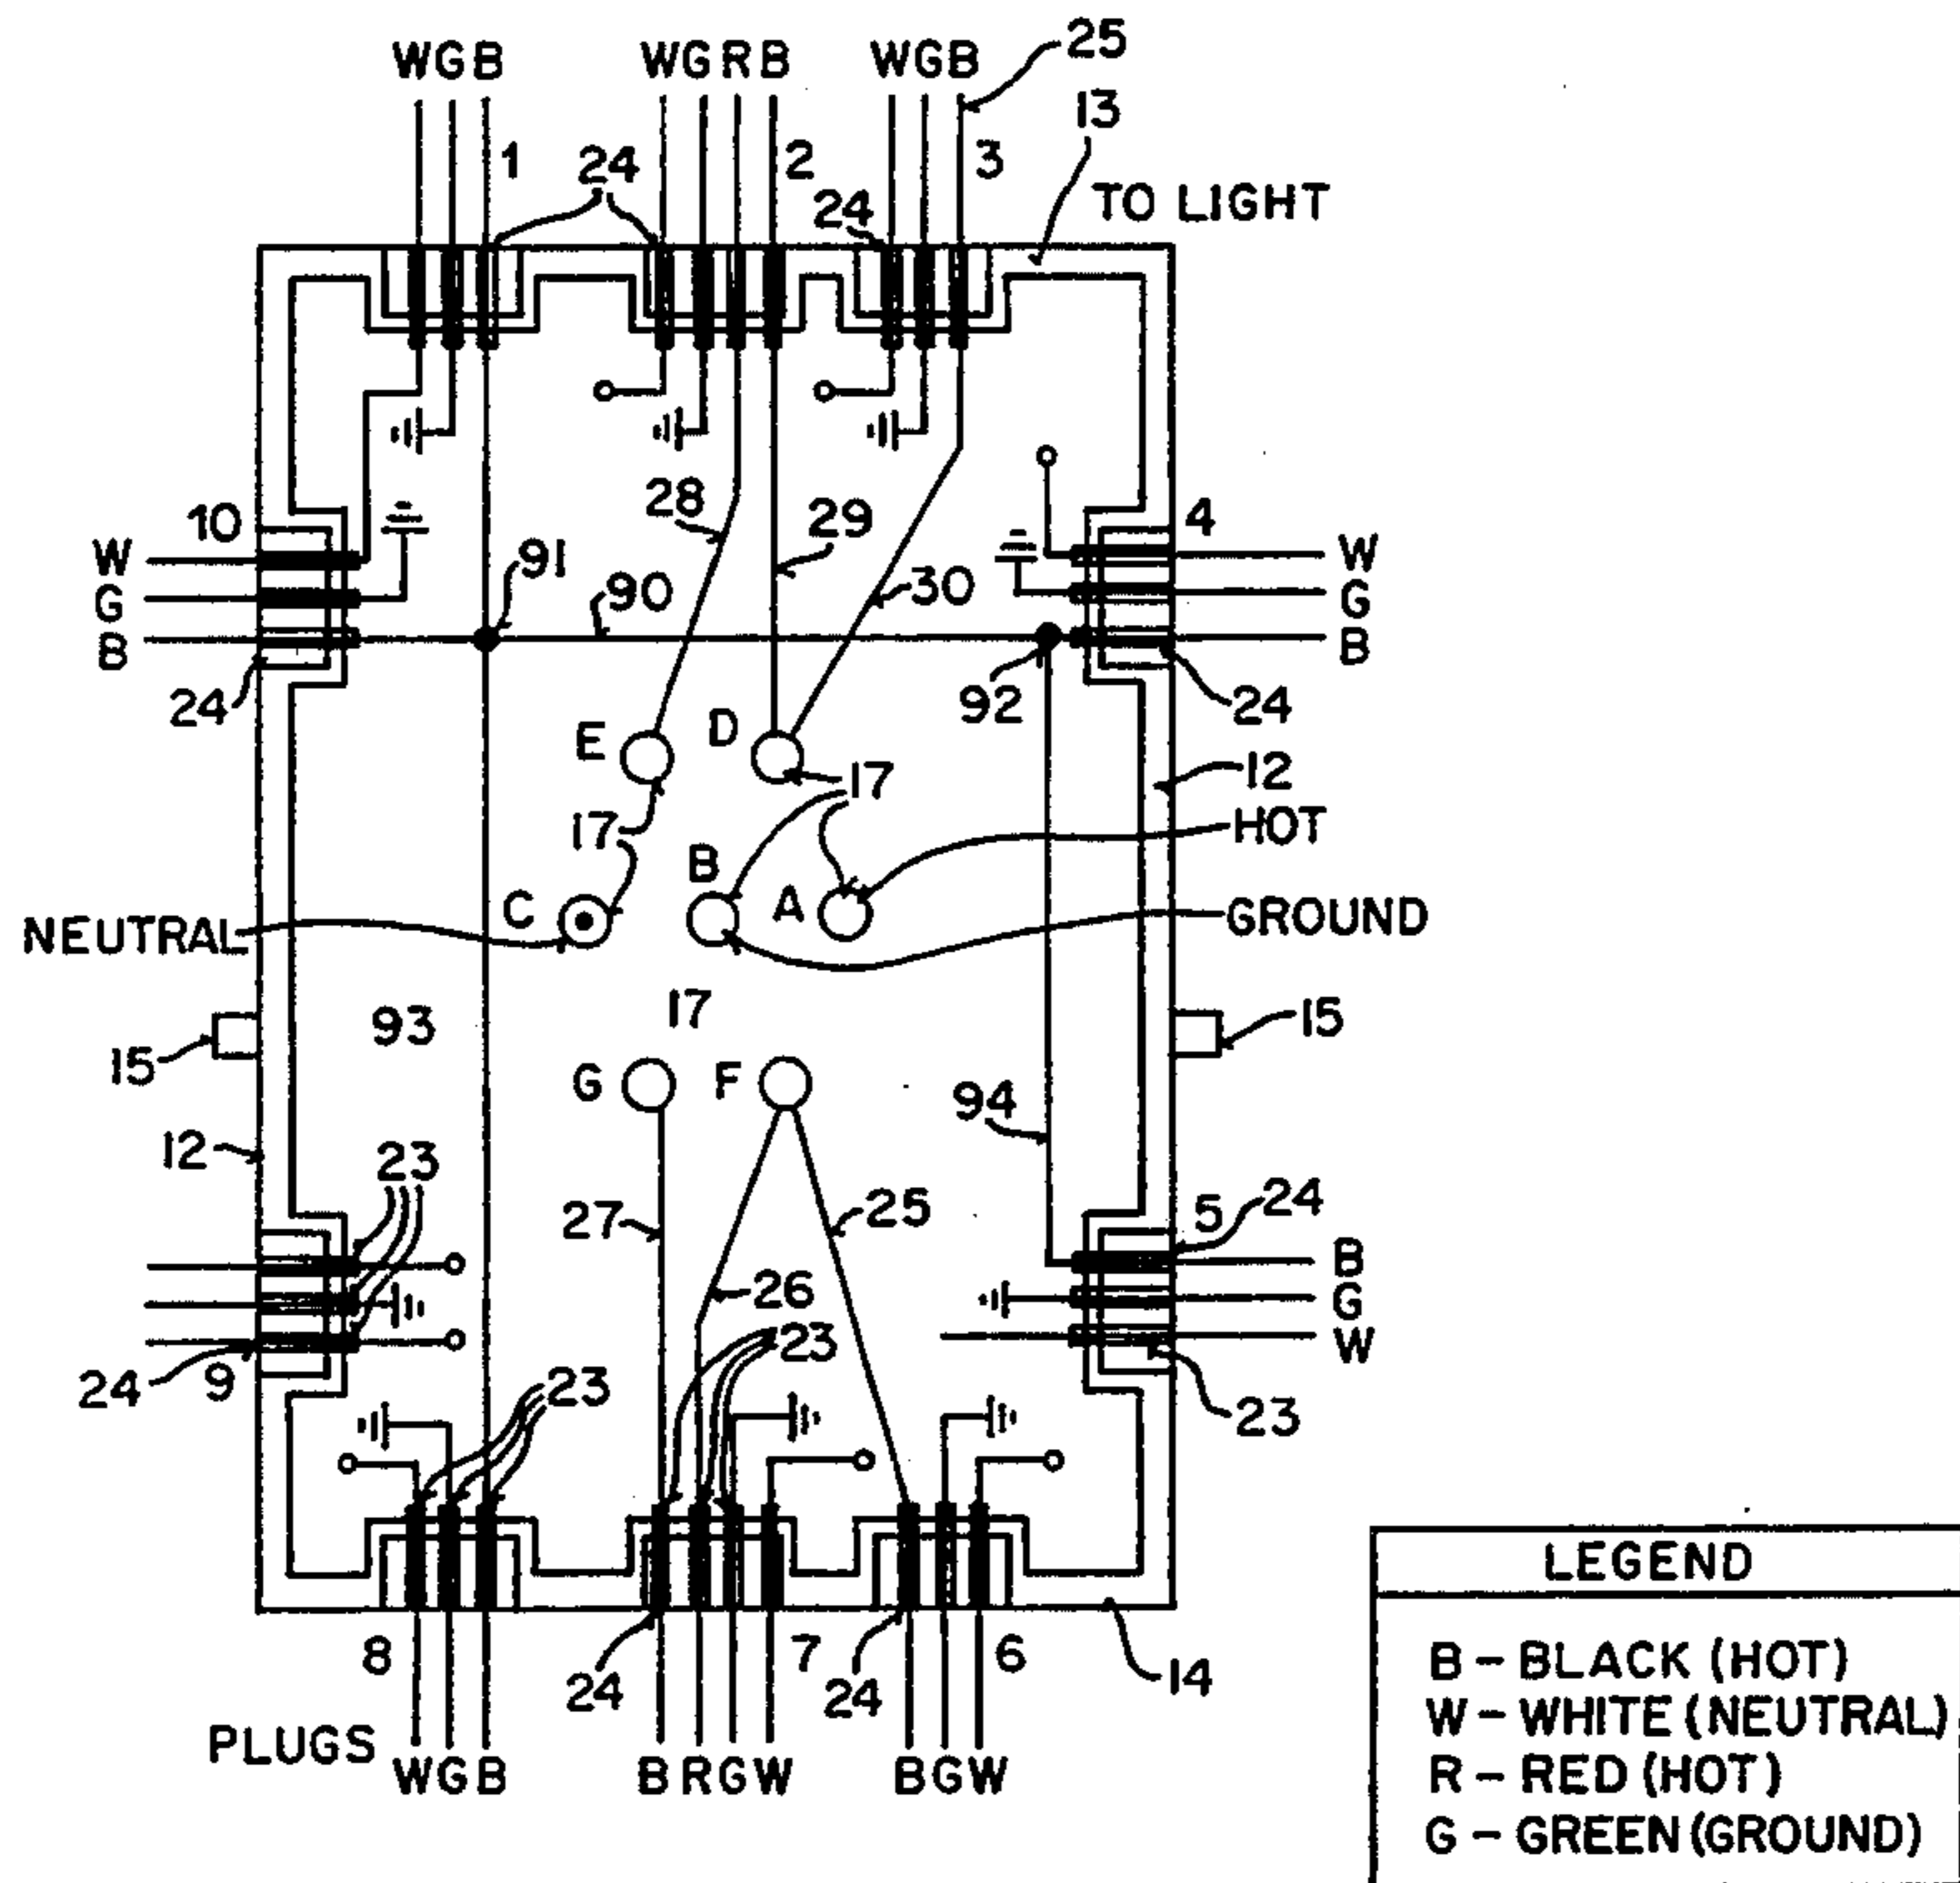 WGB WGRB WGB 25
13
1 24 2 24 3
TO LIGHT
10 28 29 4
W 91 90 30 W
G G
B B
24 92 24
E D 17 12
17 B HOT
C A GROUND
NEUTRAL
93 17 15
15 G F 94
12 23
27 25 5 24
26 B
23 G
24 9 23 W
23
8 24 7 24 6 14
PLUGS
WGB BRGW BGW
LEGEND
B - BLACK (HOT)
W - WHITE (NEUTRAL)
R - RED (HOT)
G - GREEN (GROUND)